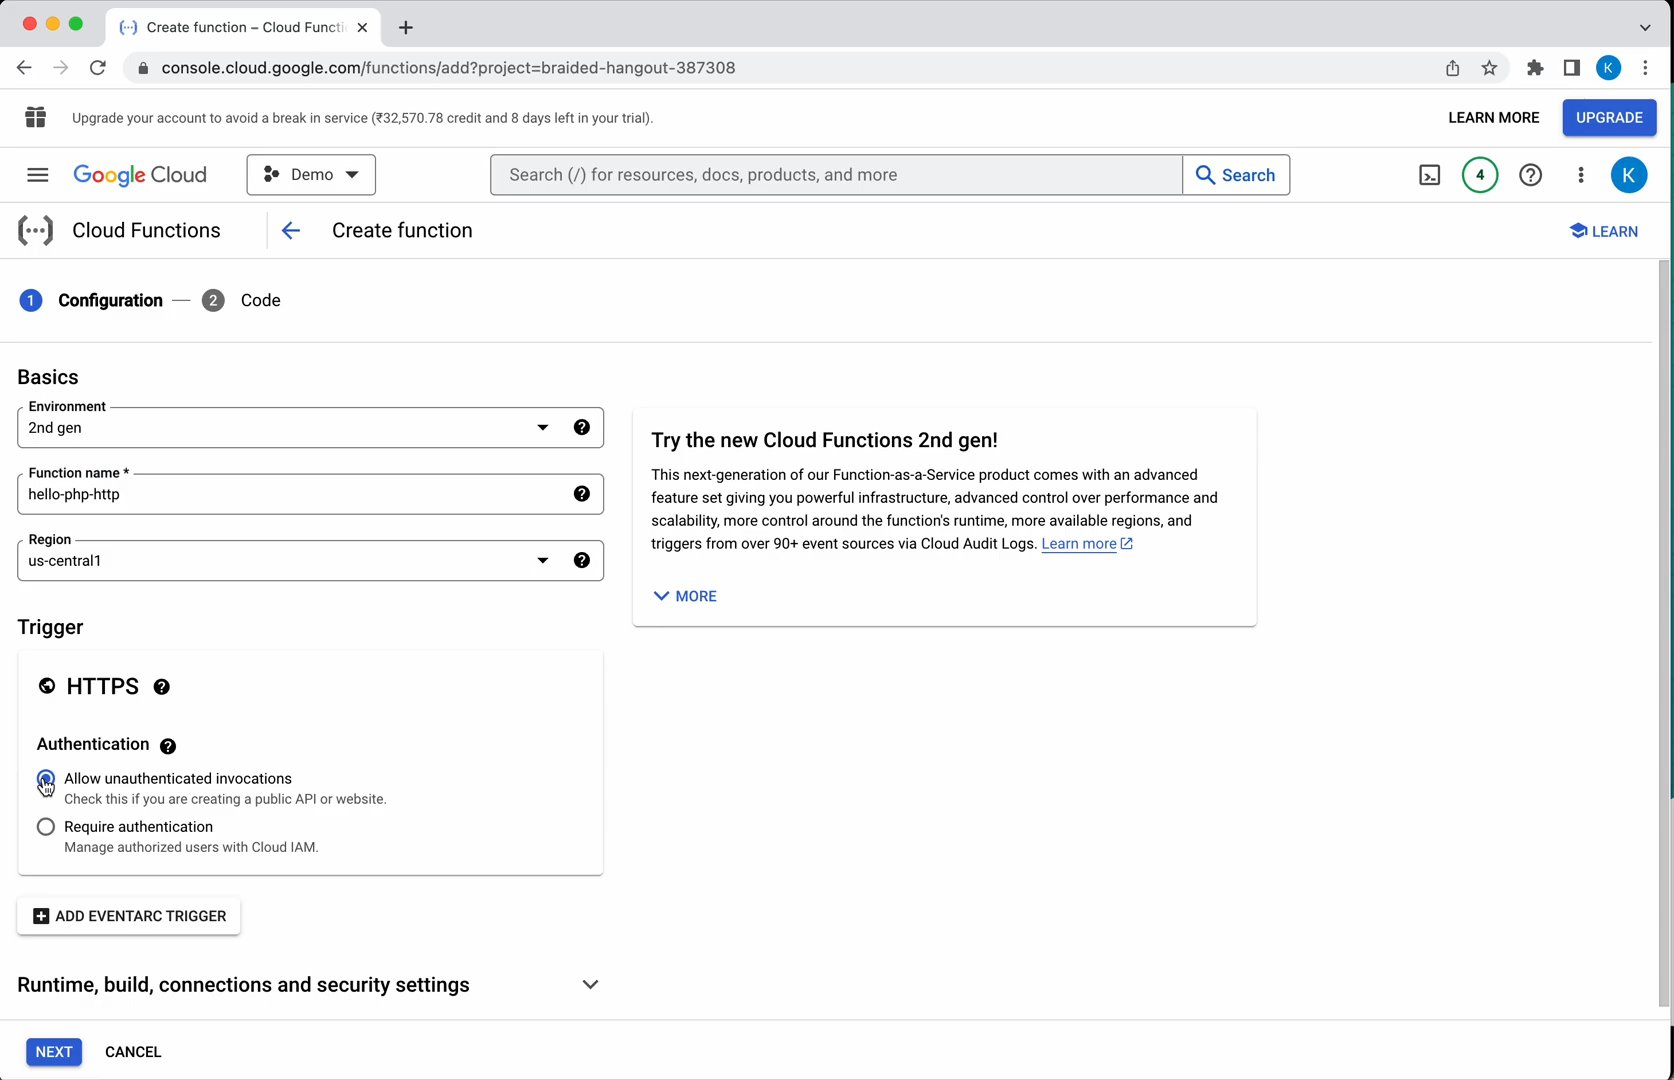 Create function – Cloud Functi
console.cloud.google.com/functions/add?project=braided-hangout-387308
K
Upgrade your account to avoid a break in service (₹32,570.78 credit and 8 days left in your trial).
LEARN MORE
UPGRADE
Google Cloud
Demo
Search (/) for resources, docs, products, and more
Search
4
K
Cloud Functions
Create function
LEARN
1 Configuration — 2 Code
Basics
Environment
2nd gen
Function name *
hello-php-http
Region
us-central1
Try the new Cloud Functions 2nd gen!
This next-generation of our Function-as-a-Service product comes with an advanced
feature set giving you powerful infrastructure, advanced control over performance and
scalability, more control around the function's runtime, more available regions, and
triggers from over 90+ event sources via Cloud Audit Logs. Learn more
MORE
Trigger
HTTPS
Authentication
Allow unauthenticated invocations
Check this if you are creating a public API or website.
Require authentication
Manage authorized users with Cloud IAM.
ADD EVENTARC TRIGGER
Runtime, build, connections and security settings
NEXT
CANCEL